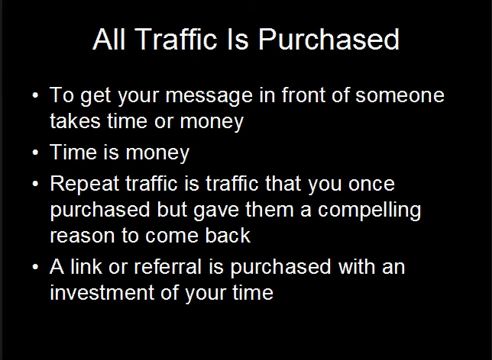 All Traffic Is Purchased
• To get your message in front of someone
takes time or money
• Time is money
• Repeat traffic is traffic that you once
purchased but gave them a compelling
reason to come back
• A link or referral is purchased with an
investment of your time